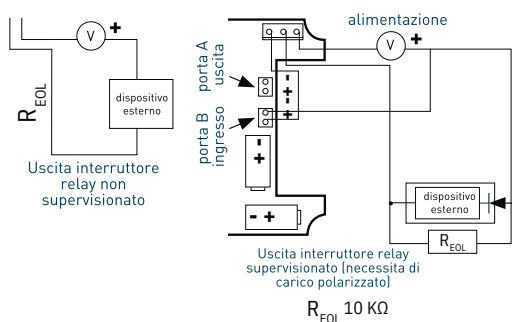 V
+
dispositivo
esterno
R EOL
Uscita interruttore
relay non
supervisionato
alimentazione
V
+
porta A
uscita
porta B
ingresso
- + - +
- +
- +
dispositivo
esterno
R EOL
Uscita interruttore relay
supervisionato (necessita di
carico polarizzato)
R EOL 10 KΩ